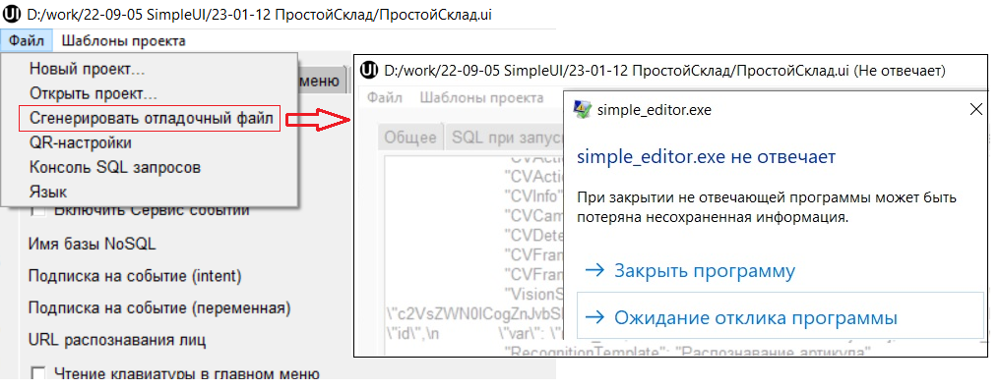 D:/work/22-09-05 SimpleUI/23-01-12 ПростойСклад/ПростойСклад.ui
Файл Шаблоны проекта
Новый проект...
Открыть проект...
меню
Сгенерировать отладочный файл
QR-настройки
Консоль SQL запросов
Язык
Включить Сервис событий
Имя базы NoSQL
Подписка на событие (intent)
Подписка на событие (переменная)
URL распознавания лиц
Чтение клавиатуры в главном меню
D:/work/22-09-05 SimpleUI/23-01-12 ПростойСклад/ПростойСклад.ui (Не отвечает)
Файл Шаблоны проекта
Общее SQL при запус
"CVActio
"CVActio
"CVInfo"
"CVCam
"CVDete
"CVFran
"CVFran
"VisionS
\"id\",\n \"var\": \"
"RecognitionTemplate": "Распознавание артикула"
simple_editor.exe
simple_editor.exe не отвечает
При закрытии не отвечающей программы может быть
потеряна несохраненная информация.
Закрыть программу
Ожидание отклика программы